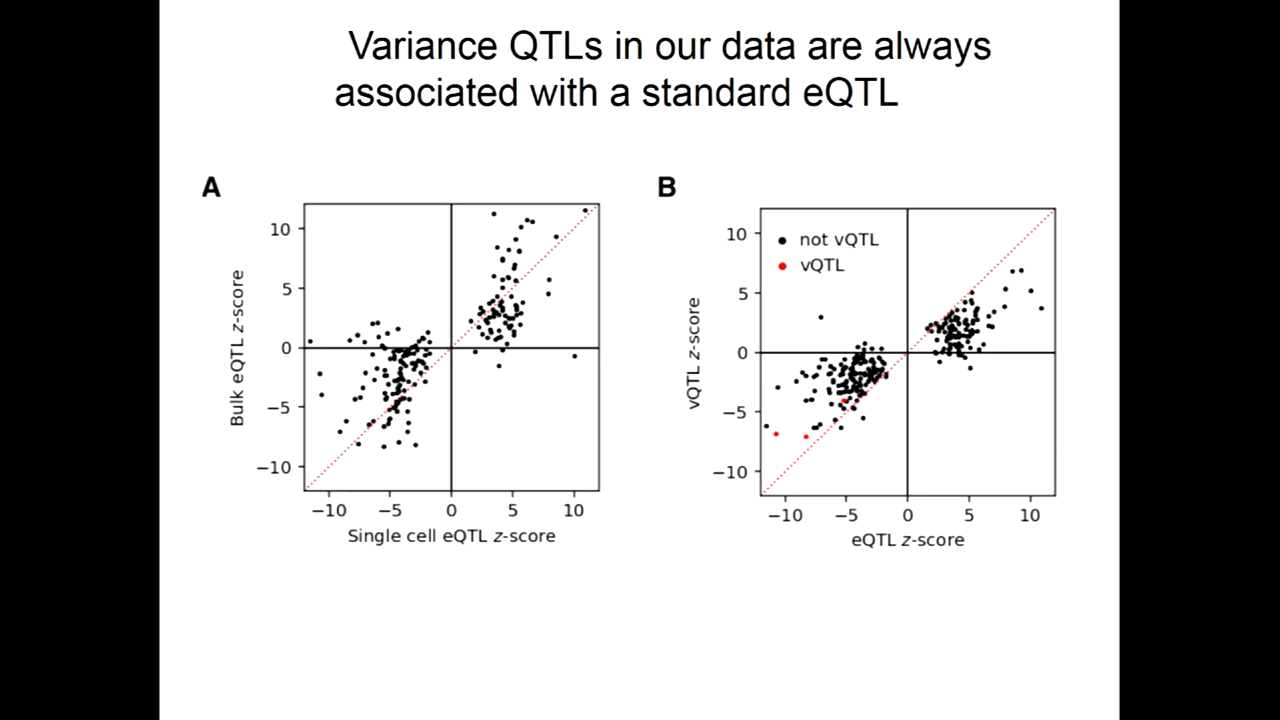 Variance QTLs in our data are always
associated with a standard eQTL
A
10
5
0
−5
−10
Bulk eQTL z-score
−10 −5 0 5 10
Single cell eQTL z-score
B
not vQTL
vQTL
10
5
0
−5
−10
vQTL z-score
−10 −5 0 5 10
eQTL z-score